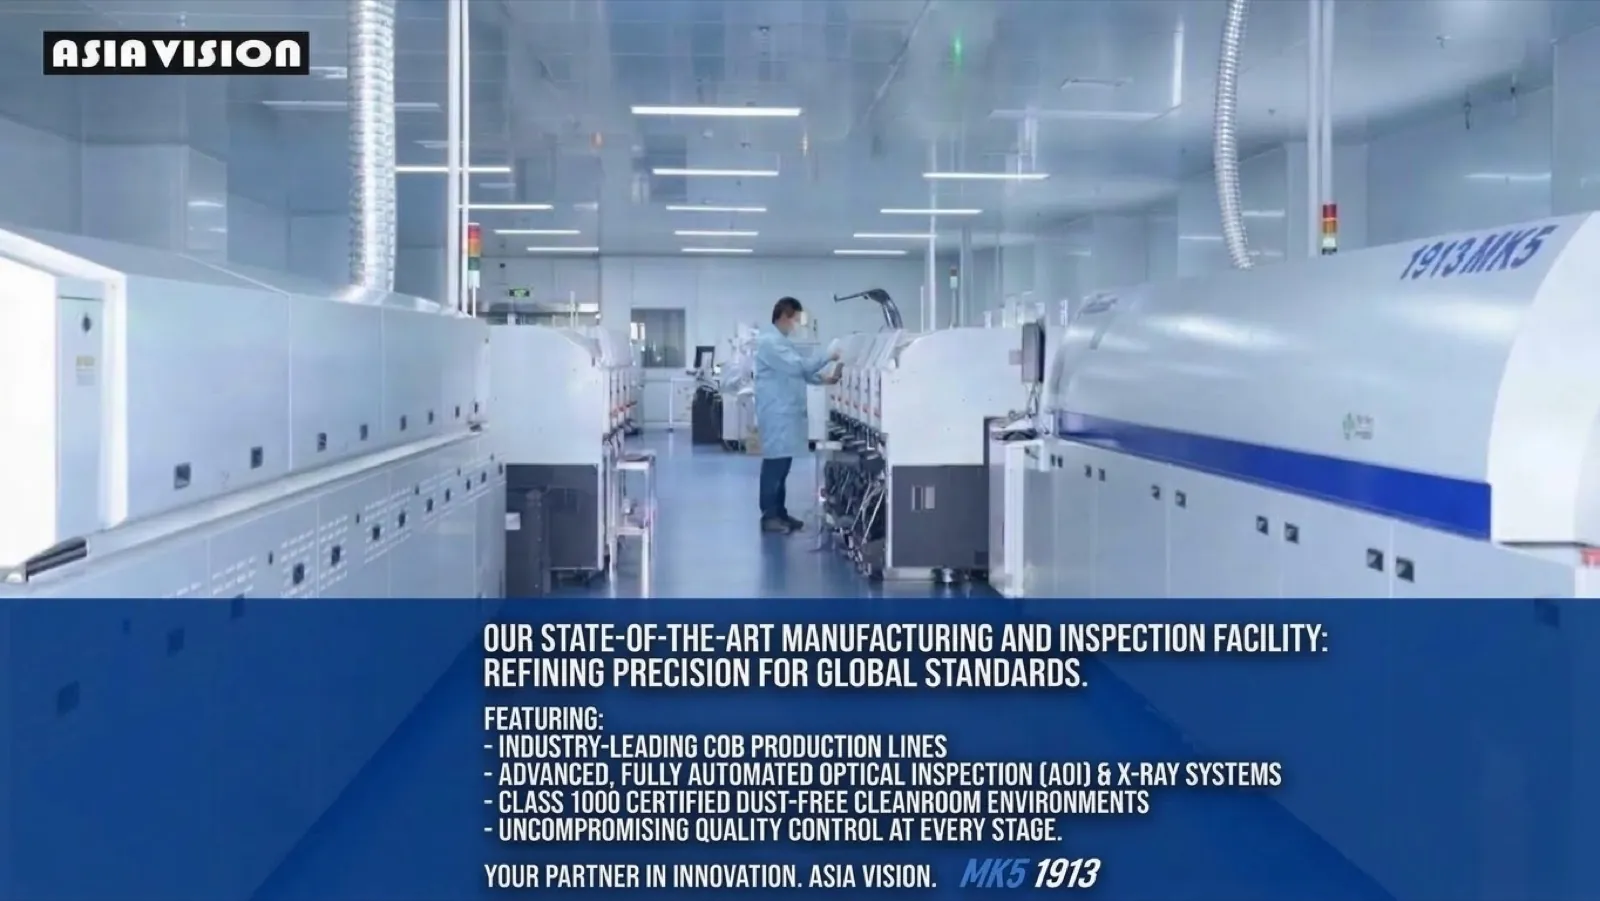 ASIA VISION
1913MK5
OUR STATE-OF-THE-ART MANUFACTURING AND INSPECTION FACILITY:
REFINING PRECISION FOR GLOBAL STANDARDS.
FEATURING:
- INDUSTRY-LEADING COB PRODUCTION LINES
- ADVANCED, FULLY AUTOMATED OPTICAL INSPECTION (AOI) & X-RAY SYSTEMS
- CLASS 1000 CERTIFIED DUST-FREE CLEANROOM ENVIRONMENTS
- UNCOMPROMISING QUALITY CONTROL AT EVERY STAGE.
YOUR PARTNER IN INNOVATION. ASIA VISION. MK5 1913